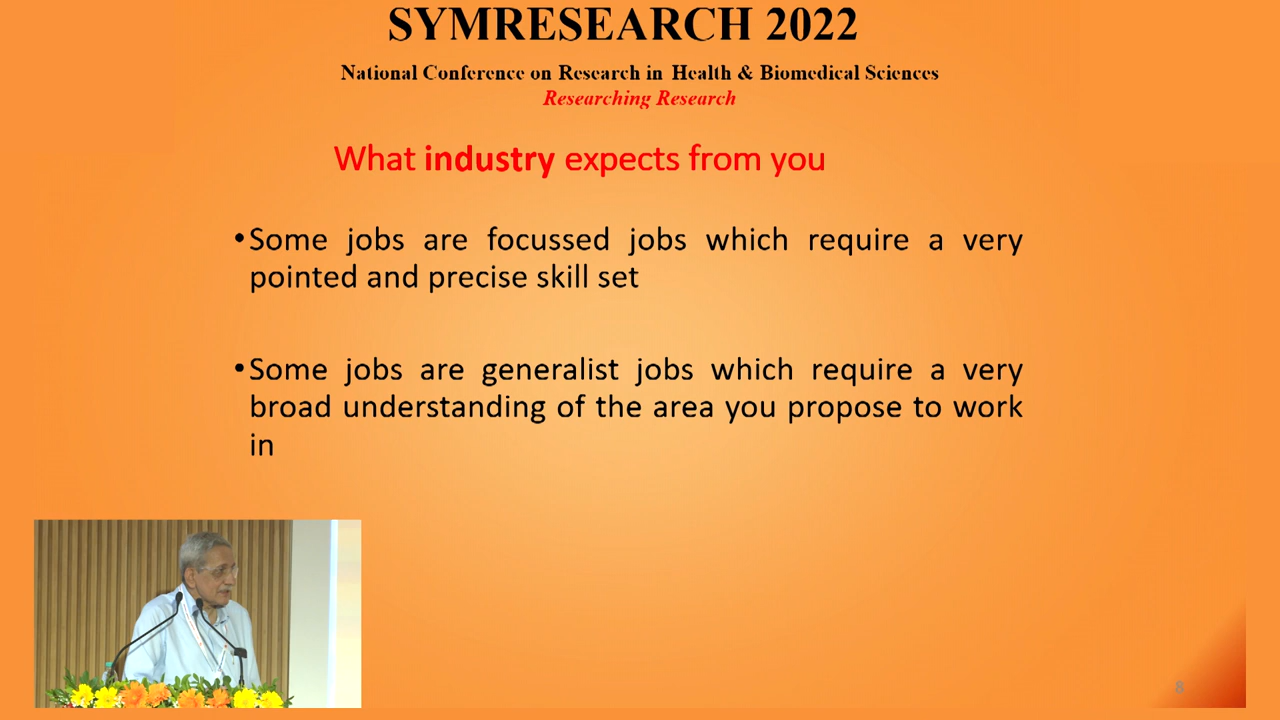 SYMRESEARCH 2022
National Conference on Research in Health & Biomedical Sciences
Researching Research
What industry expects from you
•Some jobs are focussed jobs which require a very
pointed and precise skill set
•Some jobs are generalist jobs which require a very
broad understanding of the area you propose to work
in
8